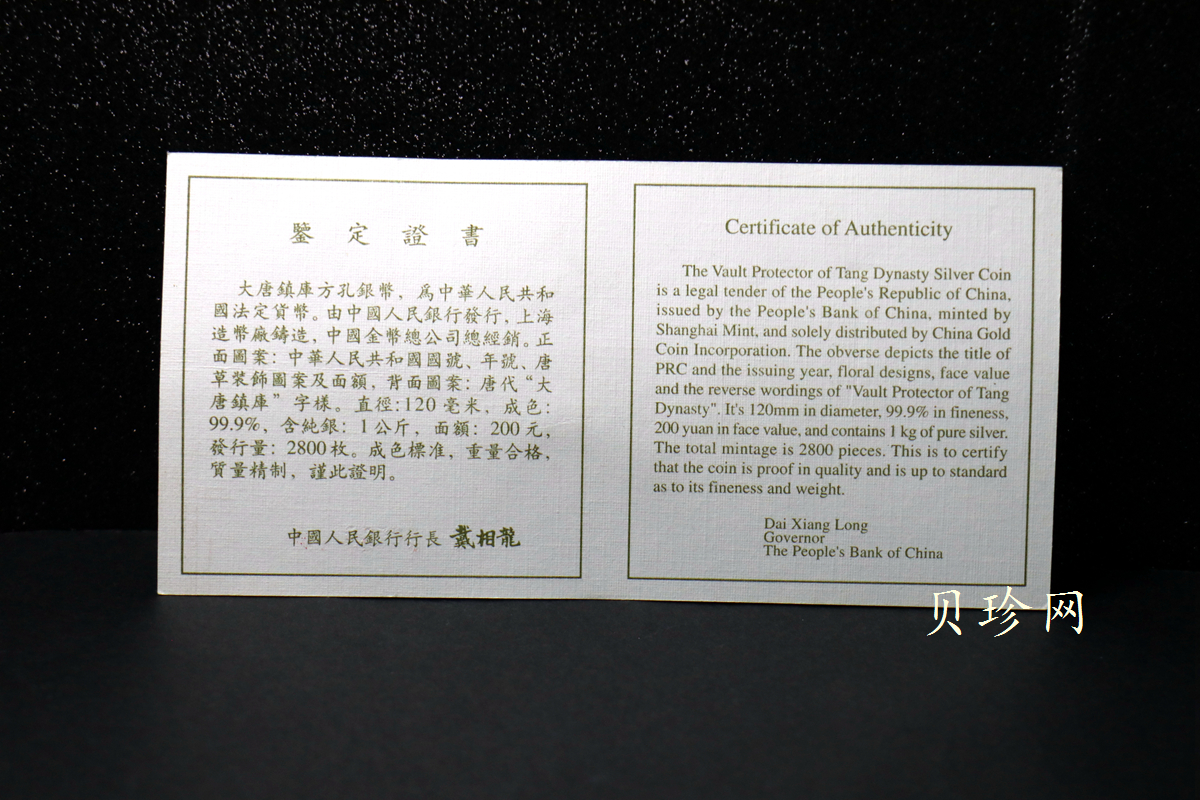 鑒定證書
大唐鎮庫方孔銀幣，爲中華人民共和
國法定貨幣。由中國人民銀行發行，上海
造幣廠鑄造，中國金幣總公司總經銷。正
面圖案：中華人民共和國國號、年號、唐
草裝飾圖案及面額，背面圖案：唐代“大
唐鎮庫”字樣。直徑：120毫米，成色：
99.9%，含純銀：1公斤，面額：200元，
發行量：2800枚。成色標准，重量合格，
質量精制，謹此證明。
中國人民銀行行長 戴相龍
Certificate of Authenticity
The Vault Protector of Tang Dynasty Silver Coin
is a legal tender of the People's Republic of China,
issued by the People's Bank of China, minted by
Shanghai Mint, and solely distributed by China Gold
Coin Incorporation. The obverse depicts the title of
PRC and the issuing year, floral designs, face value
and the reverse wordings of "Vault Protector of Tang
Dynasty". It's 120mm in diameter, 99.9% in fineness,
200 yuan in face value, and contains 1 kg of pure silver.
The total mintage is 2800 pieces. This is to certify
that the coin is proof in quality and is up to standard
as to its fineness and weight.
Dai Xiang Long
Governor
The People's Bank of China
贝珍网